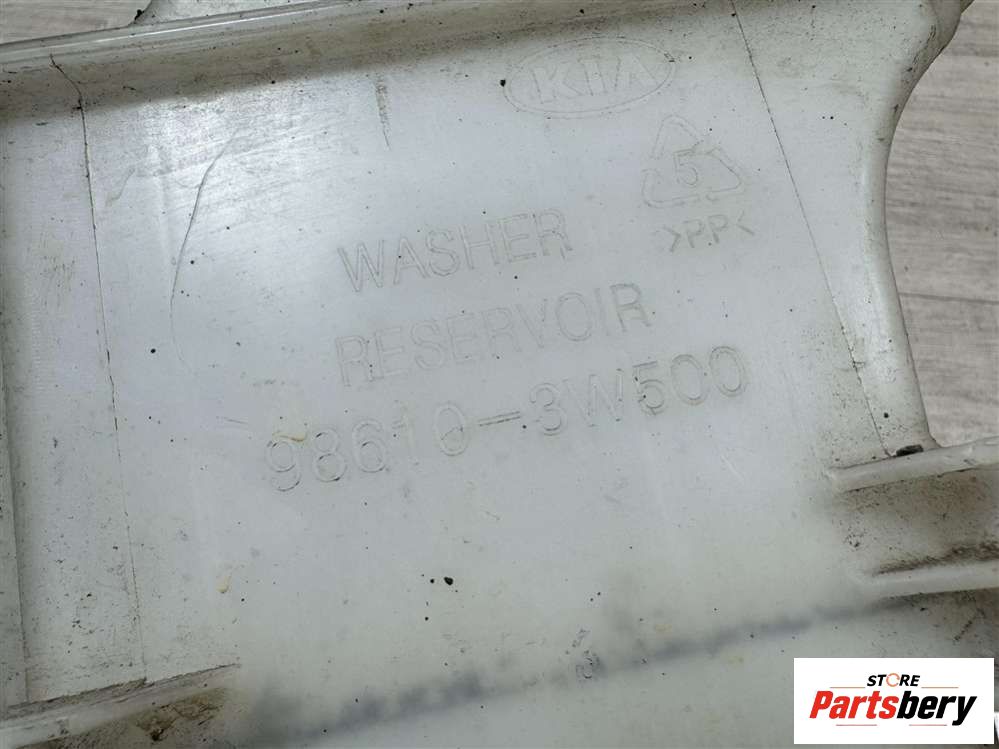 KIA
5
>PP<
WASHER
RESERVOIR
98610-3W500
STORE
Partsbery